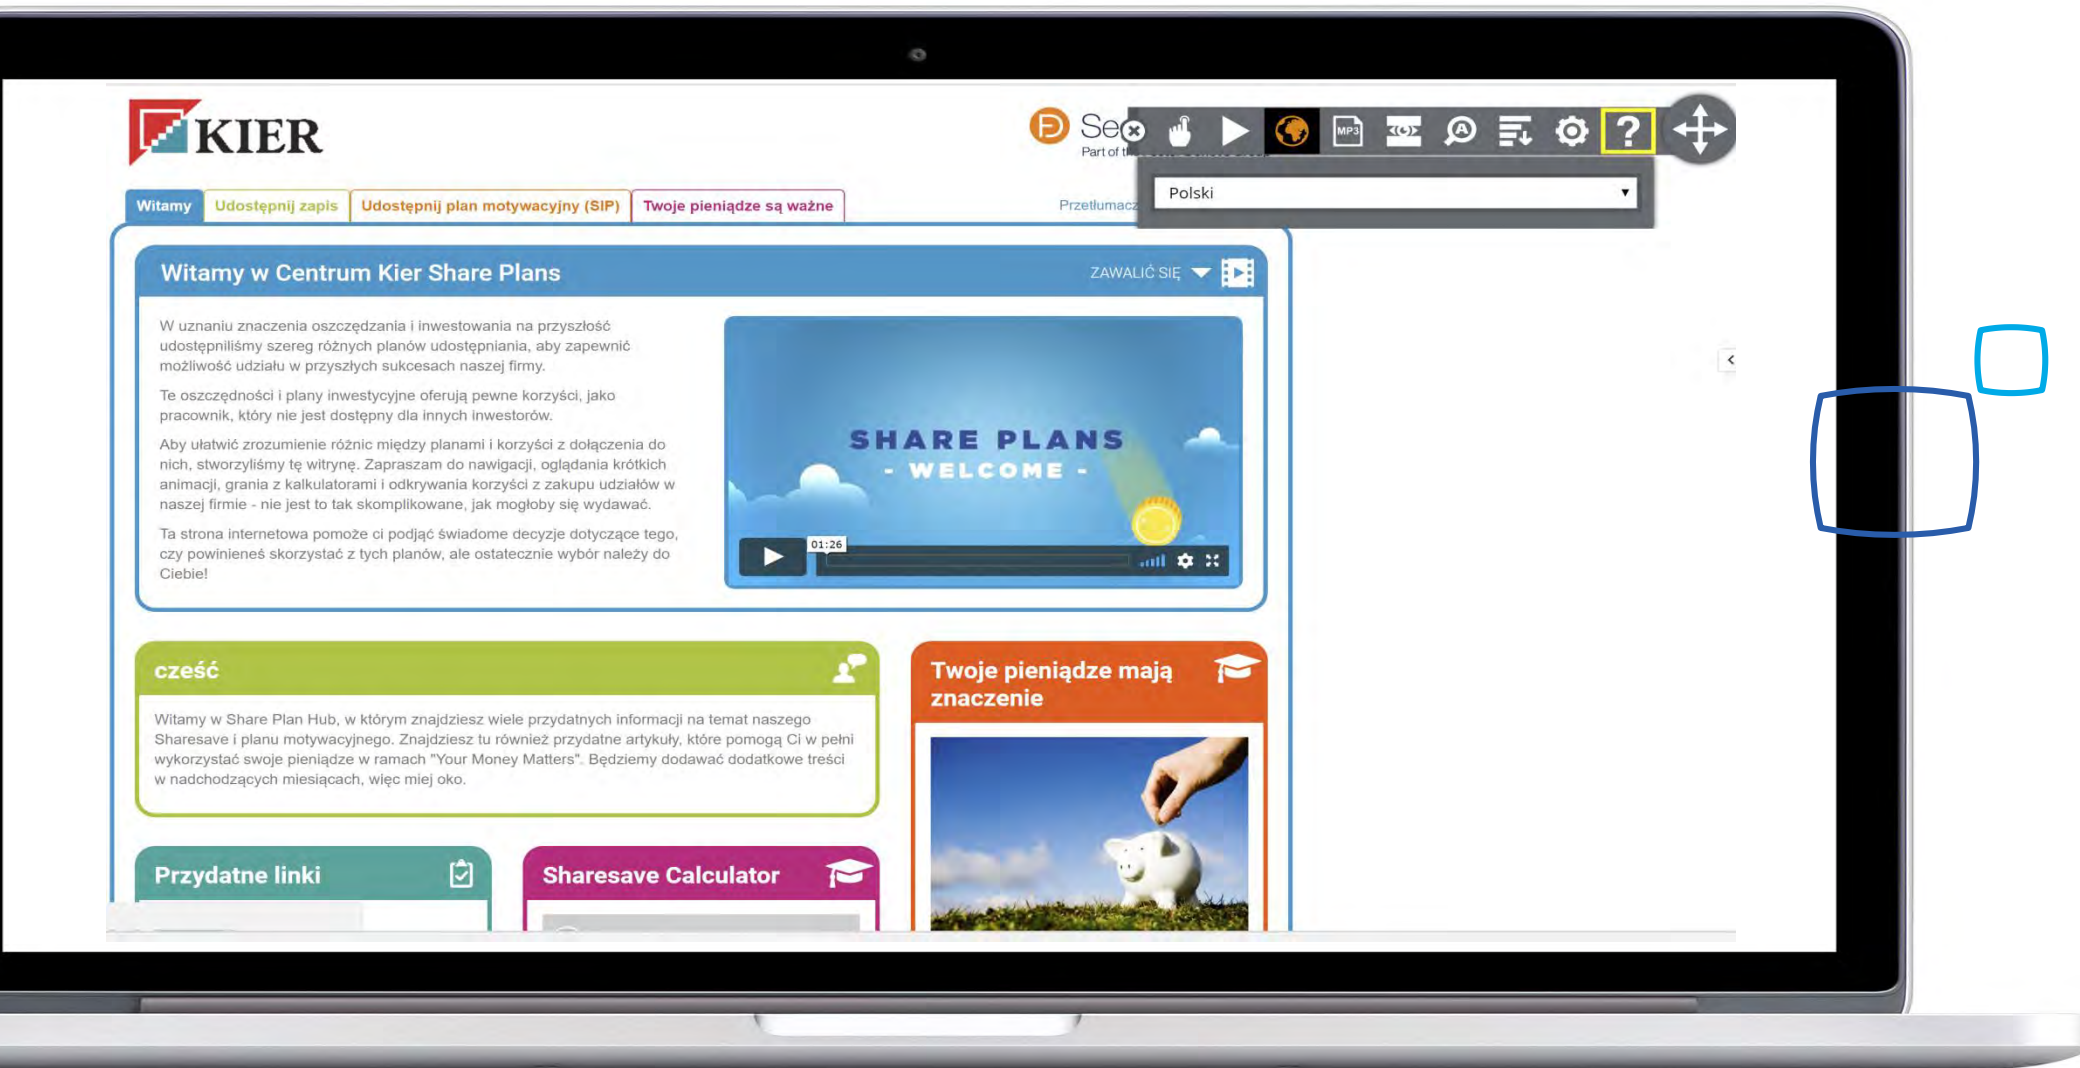 KIER
Part of
MP3
A
?
Polski
Witamy
Udostępnij zapis
Udostępnij plan motywacyjny (SIP)
Twoje pieniądze są ważne
Witamy w Centrum Kier Share Plans
ZAWALIĆ SIĘ
W uznaniu znaczenia oszczędzania i inwestowania na przyszłość
udostępniliśmy szereg różnych planów udostępniania, aby zapewnić
możliwość udziału w przyszłych sukcesach naszej firmy.
Te oszczędności i plany inwestycyjne oferują pewne korzyści, jako
pracownik, który nie jest dostępny dla innych inwestorów.
Aby ułatwić zrozumienie różnic między planami i korzyści z dołączenia do
nich, stworzyliśmy tę witrynę. Zapraszam do nawigacji, oglądania krótkich
animacji, grania z kalkulatorami i odkrywania korzyści z zakupu udziałów w
naszej firmie - nie jest to tak skomplikowane, jak mogłoby się wydawać.
Ta strona internetowa pomoże ci podjąć świadome decyzje dotyczące tego,
czy powinieneś skorzystać z tych planów, ale ostatecznie wybór należy do
Ciebie!
SHARE PLANS
- WELCOME -
01:26
cześć
Witamy w Share Plan Hub, w którym znajdziesz wiele przydatnych informacji na temat naszego
Sharesave i planu motywacyjnego. Znajdziesz tu również przydatne artykuły, które pomogą Ci w pełni
wykorzystać swoje pieniądze w ramach "Your Money Matters". Będziemy dodawać dodatkowe treści
w nadchodzących miesiącach, więc miej oko.
Twoje pieniądze mają
znaczenie
Przydatne linki
Sharesave Calculator